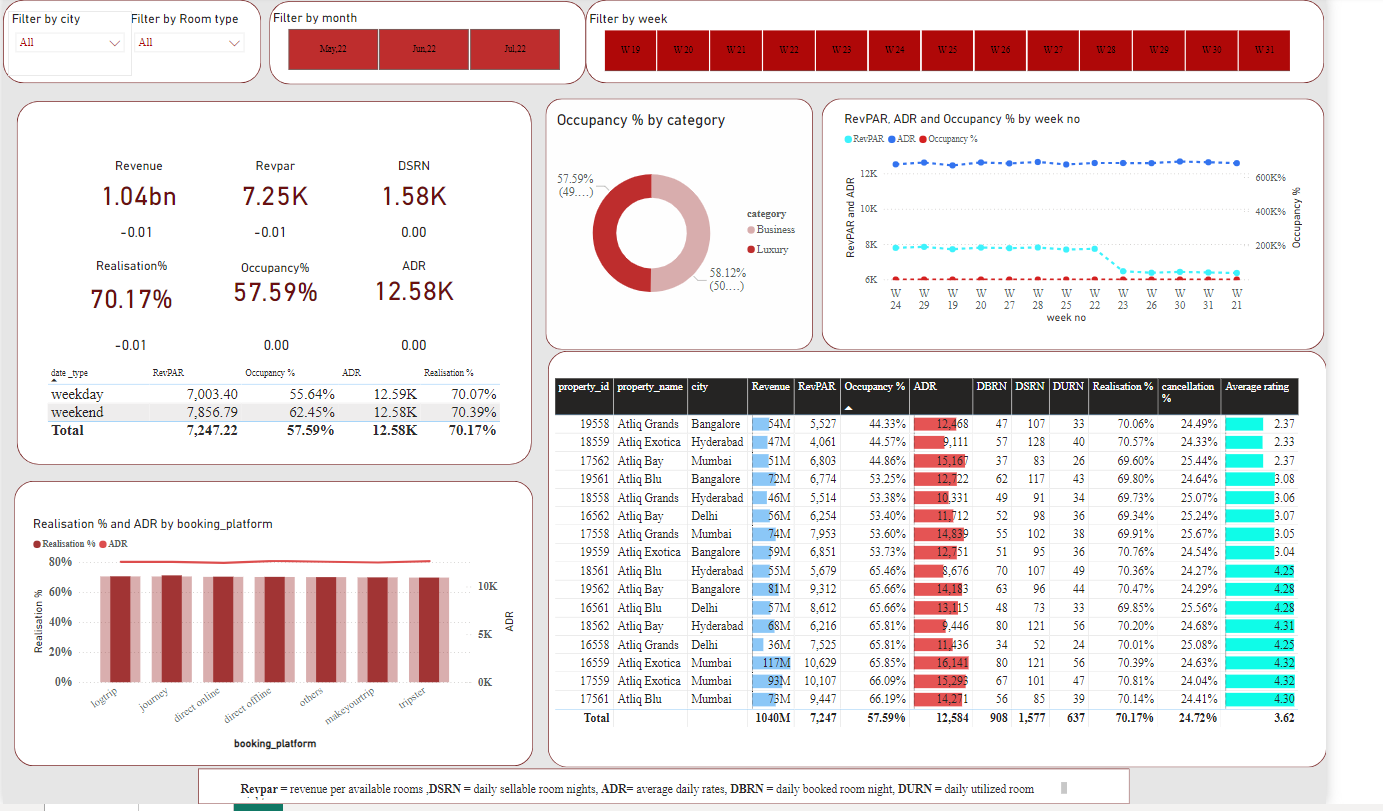 Filter by city
Filter by Room type
Filter by month
Filter by week
All
All
May,22 Jun,22 Jul,22
W 19 W 20 W 21 W 22 W 23 W 24 W 25 W 26 W 27 W 28 W 29 W 30 W 31
Revenue Revpar DSRN
1.04bn 7.25K 1.58K
-0.01 -0.01 0.00
Realisation% Occupancy% ADR
70.17% 57.59% 12.58K
-0.01 0.00 0.00
date_type RevPAR Occupancy % ADR Realisation %
weekday 7,003.40 55.64% 12.59K 70.07%
weekend 7,856.79 62.45% 12.58K 70.39%
Total 7,247.22 57.59% 12.58K 70.17%
Occupancy % by category
57.59%
(49....)
58.12%
(50....)
category
Business
Luxury
RevPAR, ADR and Occupancy % by week no
RevPAR ADR Occupancy %
RevPAR and ADR
12K
10K
8K
6K
600K%
400K%
200K%
Occupancy %
W W W W W W W W W W W W W
24 29 19 20 27 28 25 22 23 26 30 31 21
week no
Realisation % and ADR by booking_platform
Realisation % ADR
Realisation %
80%
60%
40%
20%
0%
10K
5K
0K
ADR
logtrip journey direct online direct offline others makeyourtrip tripster
booking_platform
property_id property_name city Revenue RevPAR Occupancy % ADR DBRN DSRN DURN Realisation % cancellation % Average rating
19558 Atliq Grands Bangalore 54M 5,527 44.33% 12,468 47 107 33 70.06% 24.49% 2.37
18559 Atliq Exotica Hyderabad 47M 4,061 44.57% 9,111 57 128 40 70.57% 24.33% 2.33
17562 Atliq Bay Mumbai 51M 6,803 44.86% 15,167 37 83 26 69.60% 25.44% 2.37
19561 Atliq Blu Bangalore 72M 6,774 53.25% 12,722 62 117 43 69.80% 24.64% 3.08
18558 Atliq Grands Hyderabad 46M 5,514 53.38% 10,331 49 91 34 69.73% 25.07% 3.06
16562 Atliq Bay Delhi 56M 6,254 53.40% 11,712 52 98 36 69.34% 25.24% 3.07
17558 Atliq Grands Mumbai 74M 7,953 53.60% 14,839 55 102 38 69.91% 25.67% 3.05
19559 Atliq Exotica Bangalore 59M 6,851 53.73% 12,751 51 95 36 70.76% 24.54% 3.04
18561 Atliq Blu Hyderabad 55M 5,679 65.46% 8,676 70 107 49 70.36% 24.27% 4.25
19562 Atliq Bay Bangalore 81M 9,312 65.66% 14,183 63 96 44 70.47% 24.29% 4.28
16561 Atliq Blu Delhi 57M 8,612 65.66% 13,115 48 73 33 69.85% 25.56% 4.28
18562 Atliq Bay Hyderabad 68M 6,216 65.81% 9,446 80 121 56 70.20% 24.68% 4.31
16558 Atliq Grands Delhi 36M 7,525 65.81% 11,436 34 52 24 70.01% 25.08% 4.25
16559 Atliq Exotica Mumbai 117M 10,629 65.85% 16,141 80 121 56 70.39% 24.63% 4.32
17559 Atliq Exotica Mumbai 93M 10,107 66.09% 15,293 67 101 47 70.81% 24.04% 4.32
17561 Atliq Blu Mumbai 73M 9,447 66.19% 14,271 56 85 39 70.14% 24.41% 4.30
Total 1040M 7,247 57.59% 12,584 908 1,577 637 70.17% 24.72% 3.62
Revpar = revenue per available rooms ,DSRN = daily sellable room nights, ADR= average daily rates, DBRN = daily booked room night, DURN = daily utilized room